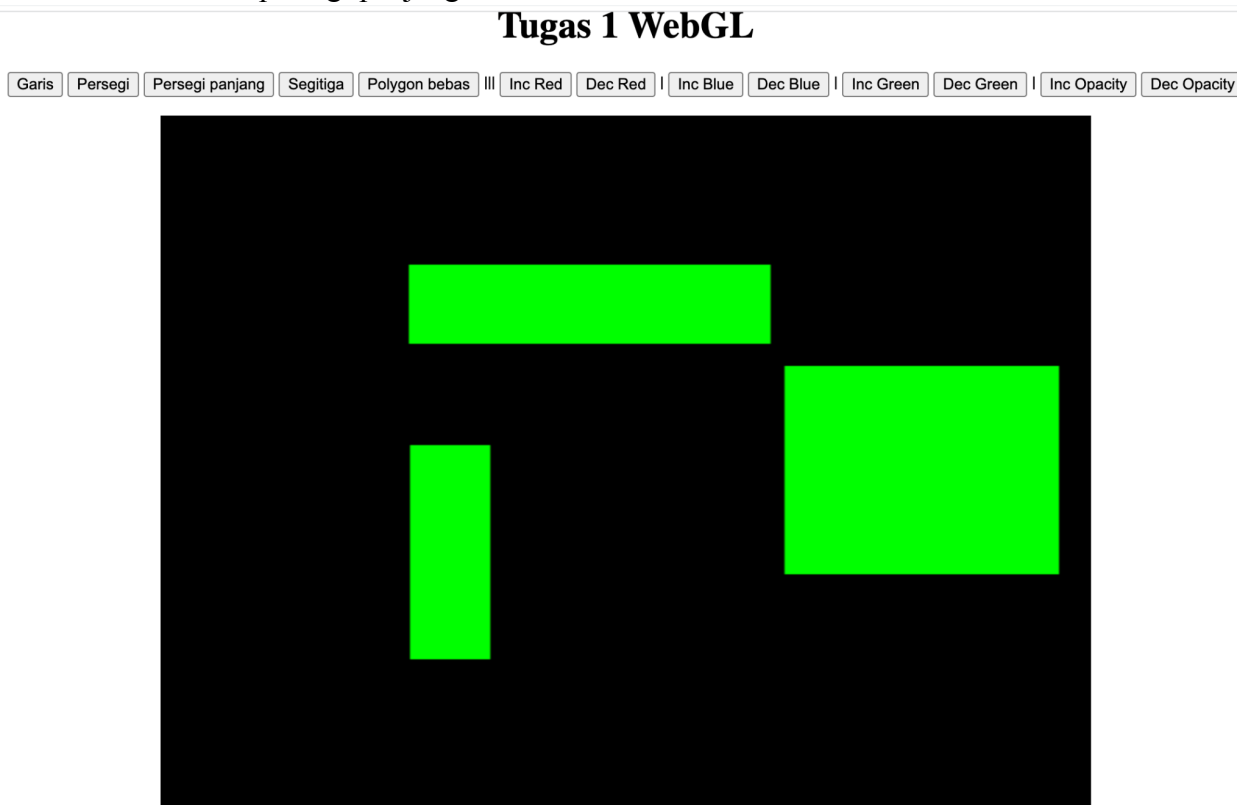 Tugas 1 WebGL
Garis Persegi Persegi panjang Segitiga Polygon bebas ||| Inc Red Dec Red | Inc Blue Dec Blue | Inc Green Dec Green | Inc Opacity Dec Opacity